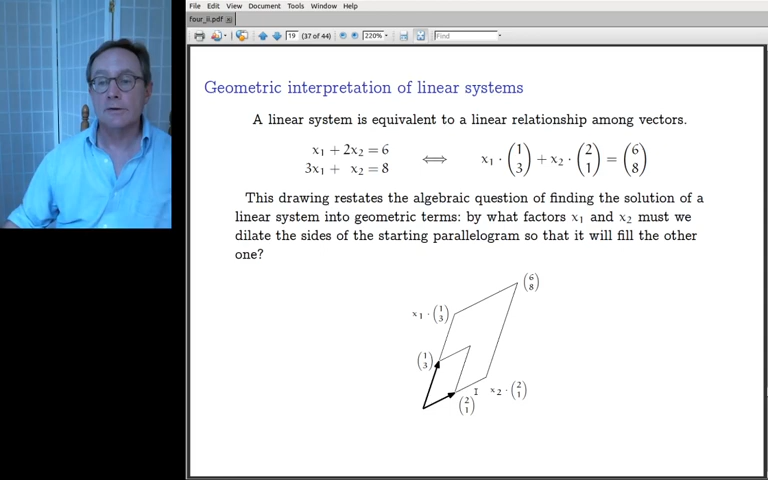 File Edit View Document Tools Window Help
four_ii.pdf
19 (37 of 44) 220% Find
Geometric interpretation of linear systems
A linear system is equivalent to a linear relationship among vectors.
x₁ + 2x₂ = 6
3x₁ + x₂ = 8
⟺ x₁ · (1 3) + x₂ · (2 1) = (6 8)
This drawing restates the algebraic question of finding the solution of a
linear system into geometric terms: by what factors x₁ and x₂ must we
dilate the sides of the starting parallelogram so that it will fill the other
one?
(6 8)
x₁ · (1 3)
(1 3)
x₂ · (2 1)
(2 1)